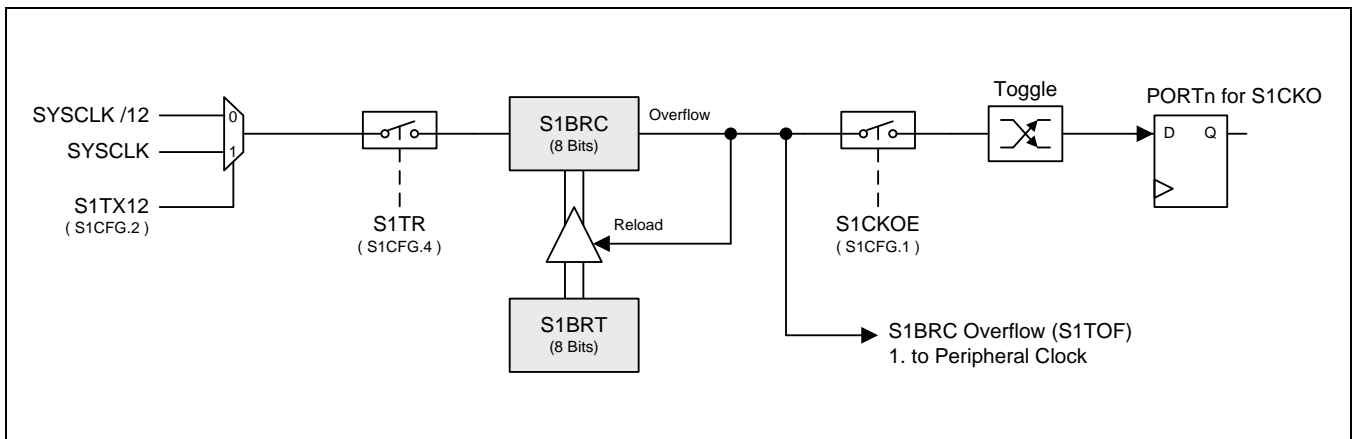 SYSCLK /12
SYSCLK
S1TX12
( S1CFG.2 )
0
1
S1TR
( S1CFG.4 )
S1BRC
(8 Bits)
Overflow
Reload
S1BRT
(8 Bits)
S1CKOE
( S1CFG.1 )
Toggle
PORTn for S1CKO
D Q
S1BRC Overflow (S1TOF)
1. to Peripheral Clock